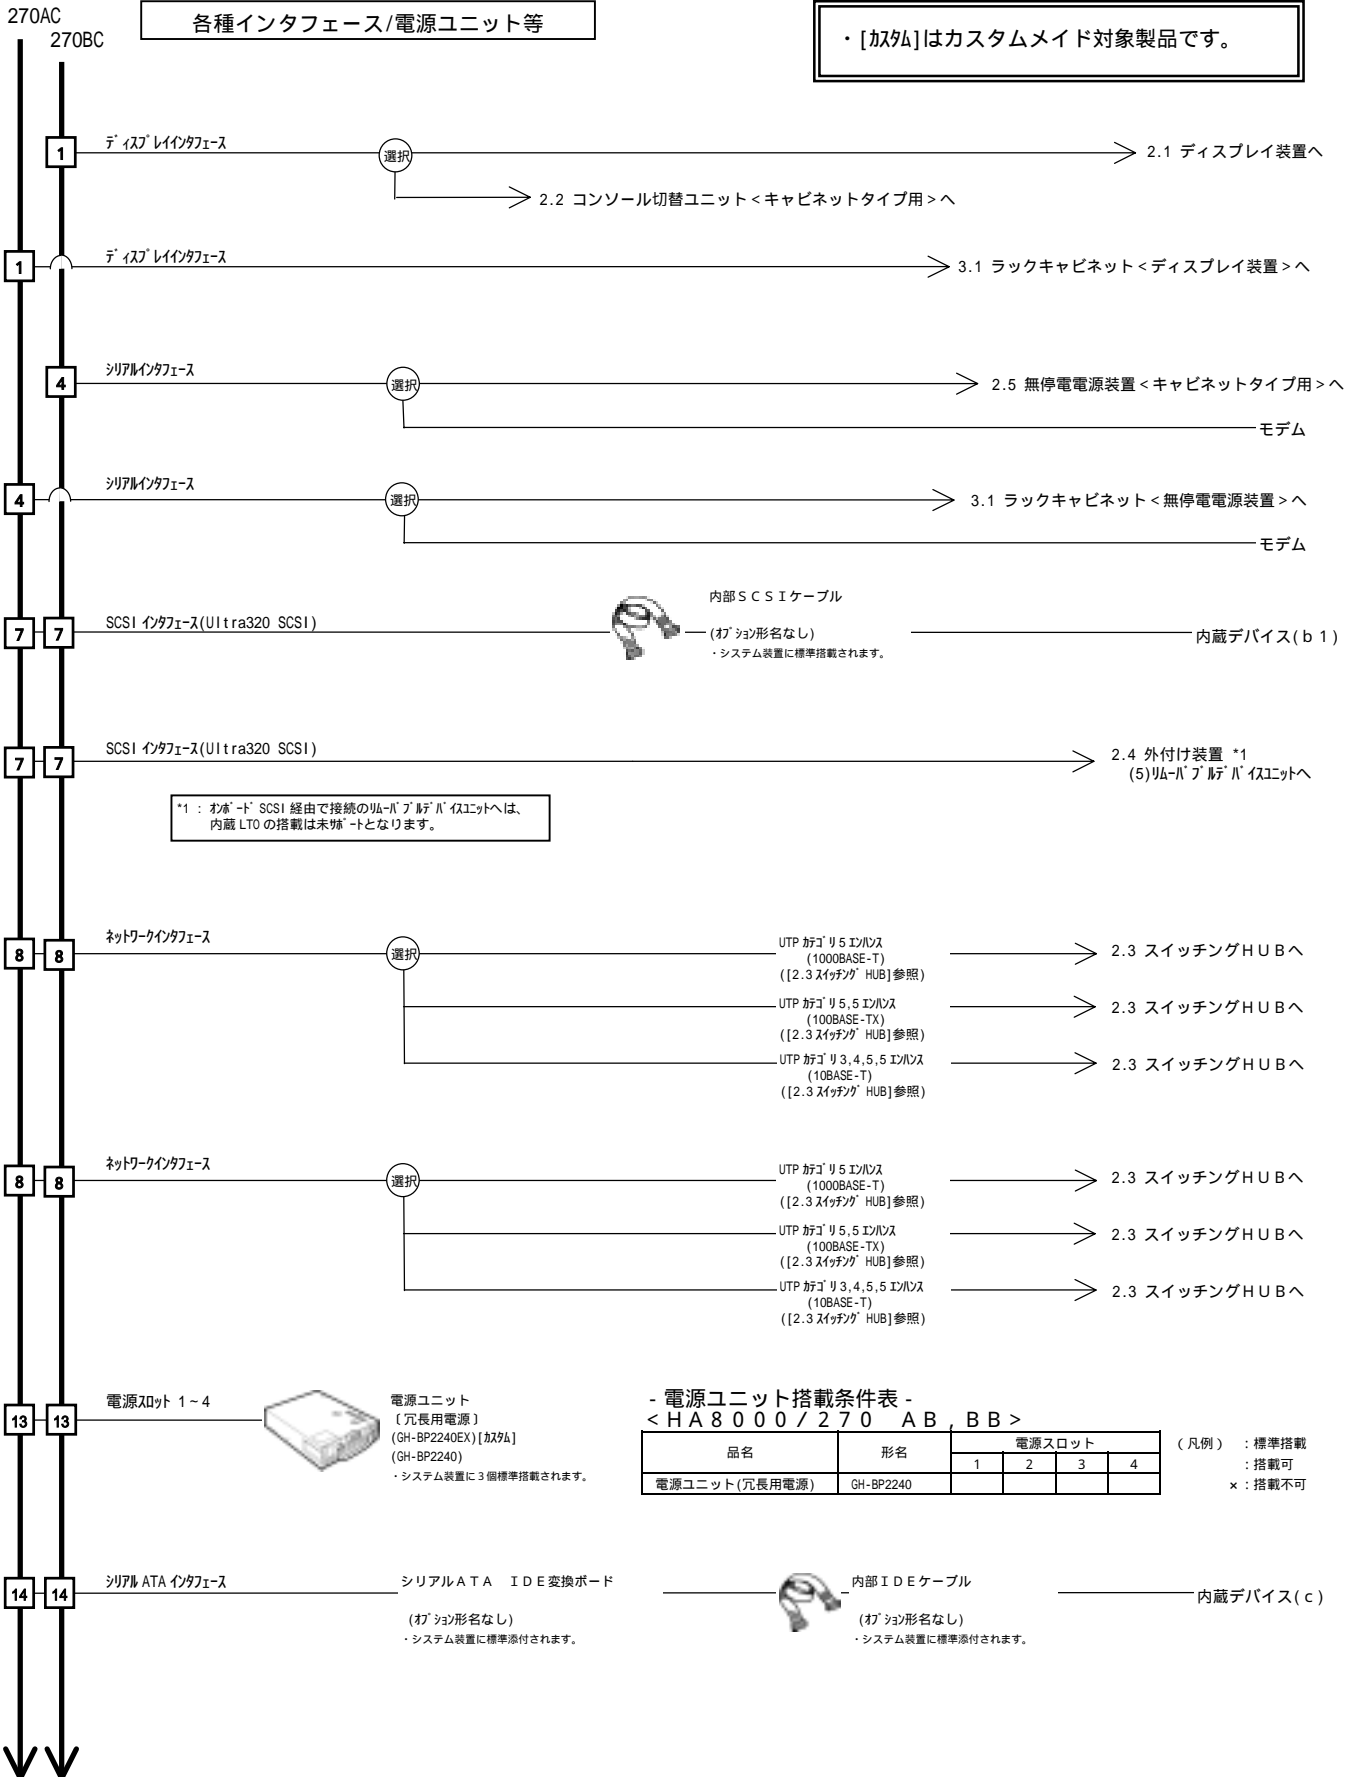 270AC
270BC
各種インタフェース/電源ユニット等
・[ｶｽﾀﾑ]はカスタムメイド対象製品です。
1
ﾃﾞｨｽﾌﾟﾚｲｲﾝﾀﾌｪｰｽ
選択
2.1 ディスプレイ装置へ
2.2 コンソール切替ユニット<キャビネットタイプ用>へ
1
ﾃﾞｨｽﾌﾟﾚｲｲﾝﾀﾌｪｰｽ
3.1 ラックキャビネット<ディスプレイ装置>へ
4
ｼﾘｱﾙｲﾝﾀﾌｪｰｽ
選択
2.5 無停電電源装置<キャビネットタイプ用>へ
モデム
4
ｼﾘｱﾙｲﾝﾀﾌｪｰｽ
選択
3.1 ラックキャビネット<無停電電源装置>へ
モデム
7 7
SCSI ｲﾝﾀﾌｪｰｽ(Ultra320 SCSI)
内部ＳＣＳＩケーブル
(ｵﾌﾟｼｮﾝ形名なし)
・システム装置に標準搭載されます。
内蔵デバイス(ｂ１)
7 7
SCSI ｲﾝﾀﾌｪｰｽ(Ultra320 SCSI)
2.4 外付け装置 *1
(5)ﾘﾑｰﾊﾞﾌﾞﾙﾃﾞﾊﾞｲｽﾕﾆｯﾄへ
*1 : ｵﾝﾎﾞｰﾄﾞ SCSI 経由で接続のﾘﾑｰﾊﾞﾌﾞﾙﾃﾞﾊﾞｲｽﾕﾆｯﾄへは、
内蔵 LTO の搭載は未ｻﾎﾟｰﾄとなります。
8 8
ﾈｯﾄﾜｰｸｲﾝﾀﾌｪｰｽ
選択
UTP ｶﾃｺﾞﾘ 5 ｴﾝﾊﾝｽ
(1000BASE-T)
([2.3 ｽｲｯﾁﾝｸﾞ HUB]参照)
2.3 スイッチングＨＵＢへ
UTP ｶﾃｺﾞﾘ 5,5 ｴﾝﾊﾝｽ
(100BASE-TX)
([2.3 ｽｲｯﾁﾝｸﾞ HUB]参照)
2.3 スイッチングＨＵＢへ
UTP ｶﾃｺﾞﾘ 3,4,5,5 ｴﾝﾊﾝｽ
(10BASE-T)
([2.3 ｽｲｯﾁﾝｸﾞ HUB]参照)
2.3 スイッチングＨＵＢへ
8 8
ﾈｯﾄﾜｰｸｲﾝﾀﾌｪｰｽ
選択
UTP ｶﾃｺﾞﾘ 5 ｴﾝﾊﾝｽ
(1000BASE-T)
([2.3 ｽｲｯﾁﾝｸﾞ HUB]参照)
2.3 スイッチングＨＵＢへ
UTP ｶﾃｺﾞﾘ 5,5 ｴﾝﾊﾝｽ
(100BASE-TX)
([2.3 ｽｲｯﾁﾝｸﾞ HUB]参照)
2.3 スイッチングＨＵＢへ
UTP ｶﾃｺﾞﾘ 3,4,5,5 ｴﾝﾊﾝｽ
(10BASE-T)
([2.3 ｽｲｯﾁﾝｸﾞ HUB]参照)
2.3 スイッチングＨＵＢへ
13 13
電源ｽﾛｯﾄ 1～4
電源ユニット
〔冗長用電源〕
(GH-BP2240EX)[ｶｽﾀﾑ]
(GH-BP2240)
・システム装置に３個標準搭載されます。
- 電源ユニット搭載条件表 -
<ＨＡ８０００/２７０ ＡＢ,ＢＢ>
品名 形名 電源スロット
1 2 3 4
電源ユニット(冗長用電源) GH-BP2240
(凡例) :標準搭載
:搭載可
×:搭載不可
14 14
ｼﾘｱﾙ ATA ｲﾝﾀﾌｪｰｽ
シリアルＡＴＡ ＩＤＥ変換ボード
(ｵﾌﾟｼｮﾝ形名なし)
・システム装置に標準添付されます。
内部ＩＤＥケーブル
(ｵﾌﾟｼｮﾝ形名なし)
・システム装置に標準添付されます。
内蔵デバイス(ｃ)